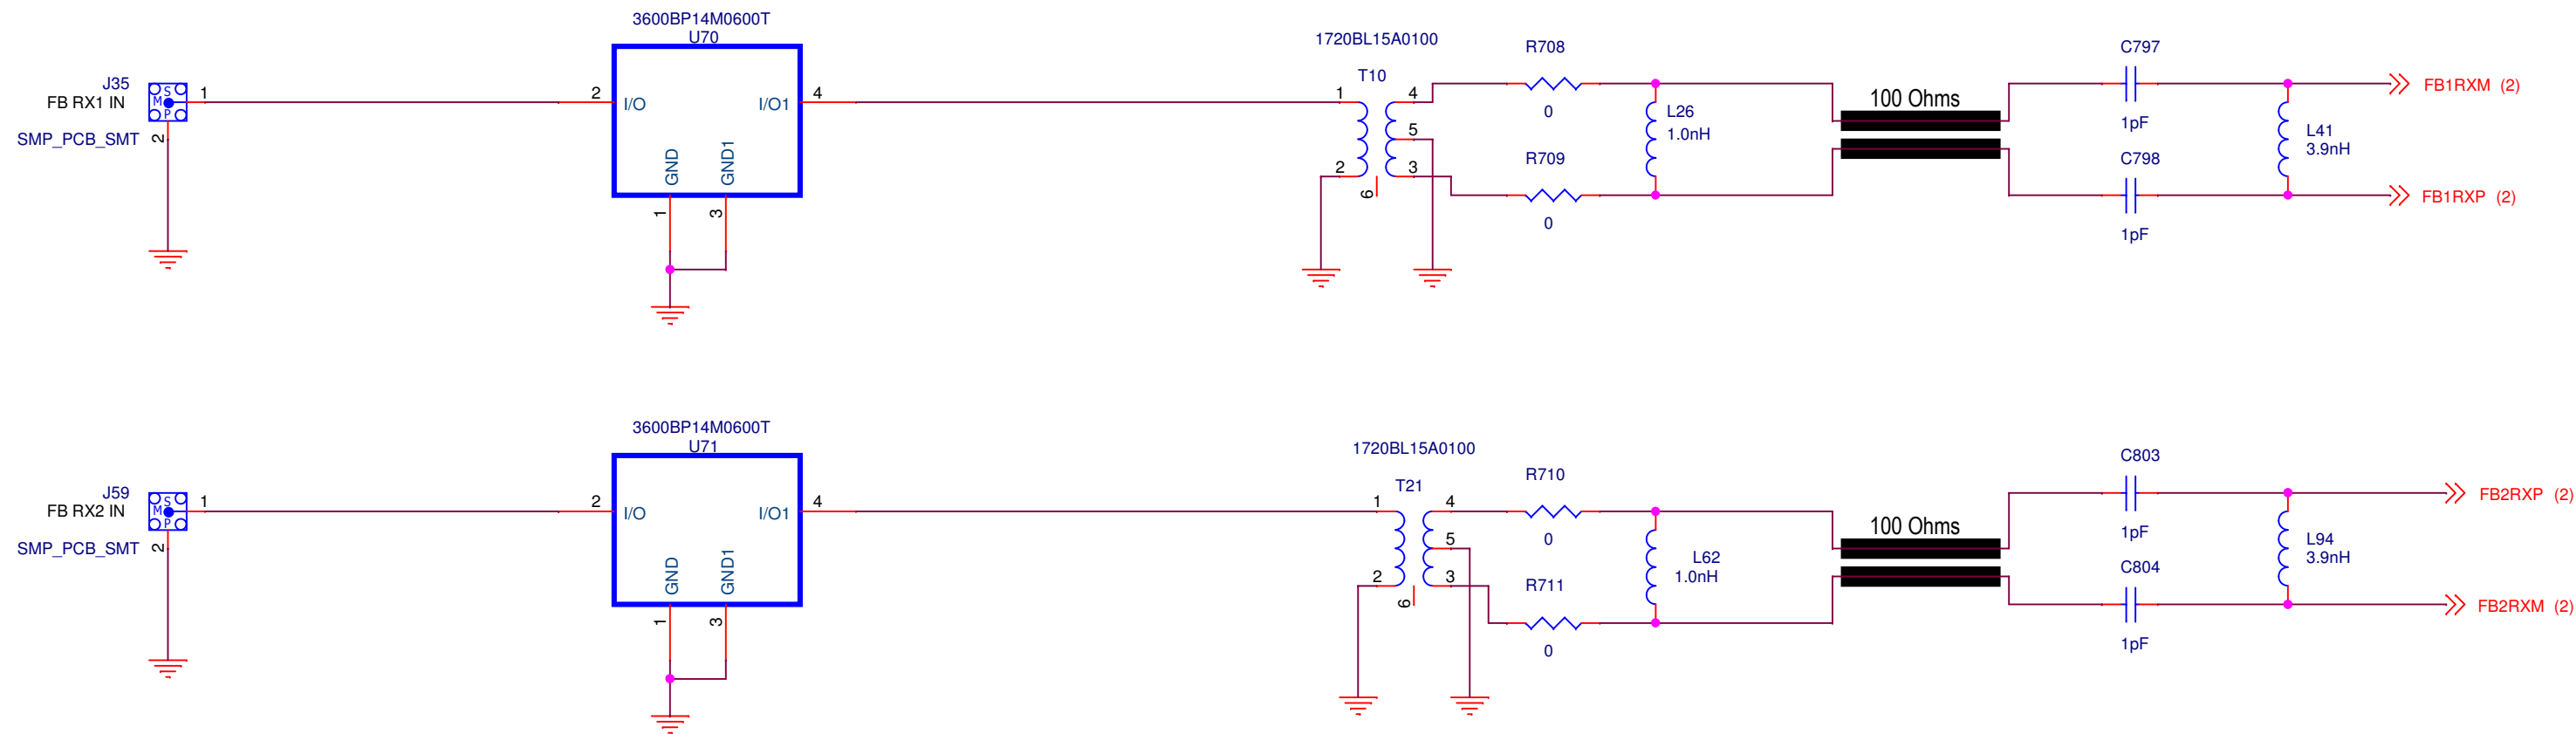 3600BP14M0600T
U70
J35
FB RX1 IN
SMP_PCB_SMT
S
M
P
1
2
2
I/O
I/O1
4
GND
GND1
1
3
1720BL15A0100
T10
1
2
4
5
3
6
R708
0
R709
0
L26
1.0nH
100 Ohms
C797
1pF
C798
1pF
L41
3.9nH
FB1RXM (2)
FB1RXP (2)
3600BP14M0600T
U71
J59
FB RX2 IN
SMP_PCB_SMT
S
M
P
1
2
2
I/O
I/O1
4
GND
GND1
1
3
1720BL15A0100
T21
1
2
4
5
3
6
R710
0
R711
0
L62
1.0nH
100 Ohms
C803
1pF
C804
1pF
L94
3.9nH
FB2RXP (2)
FB2RXM (2)